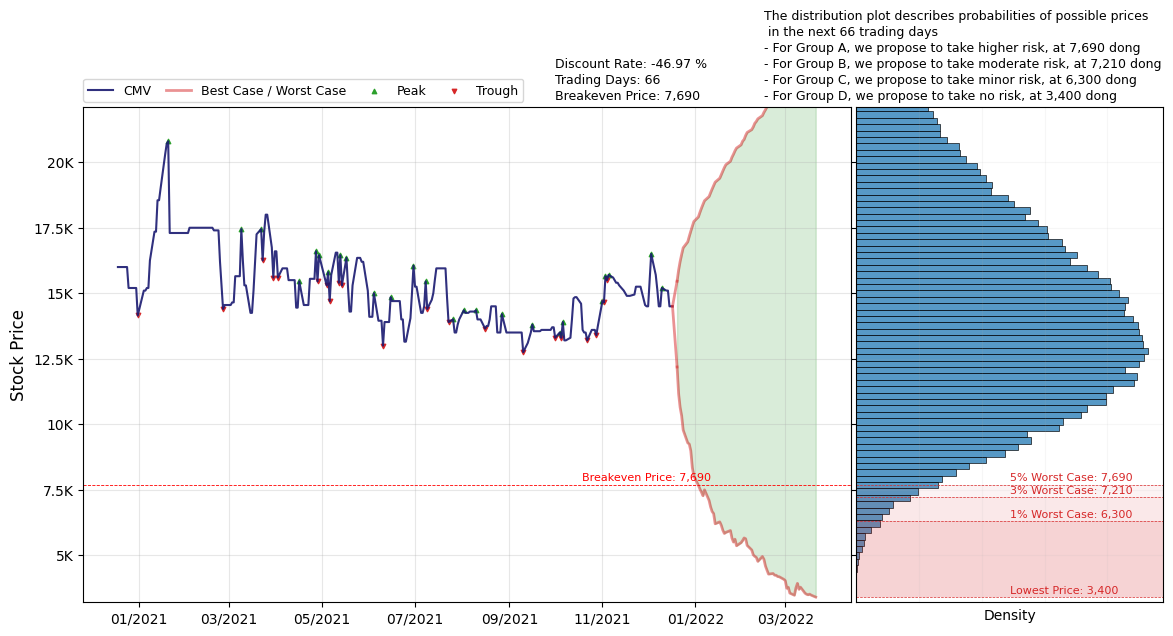 The distribution plot describes probabilities of possible prices
in the next 66 trading days
- For Group A, we propose to take higher risk, at 7,690 dong
- For Group B, we propose to take moderate risk, at 7,210 dong
- For Group C, we propose to take minor risk, at 6,300 dong
- For Group D, we propose to take no risk, at 3,400 dong
Discount Rate: -46.97 %
Trading Days: 66
Breakeven Price: 7,690
CMV
Best Case / Worst Case
Peak
Trough
Stock Price
20K
17.5K
15K
12.5K
10K
7.5K
5K
Breakeven Price: 7,690
5% Worst Case: 7,690
3% Worst Case: 7,210
1% Worst Case: 6,300
Lowest Price: 3,400
01/2021
03/2021
05/2021
07/2021
09/2021
11/2021
01/2022
03/2022
Density